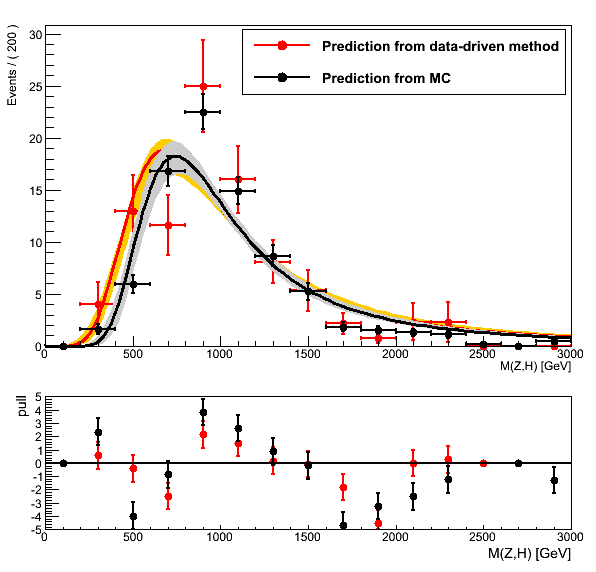 Events / ( 200 )
30
25
20
15
10
5
0
Prediction from data-driven method
Prediction from MC
0 500 1000 1500 2000 2500 3000
M(Z,H) [GeV]
pull
5
4
3
2
1
0
-1
-2
-3
-4
-5
0 500 1000 1500 2000 2500 3000
M(Z,H) [GeV]